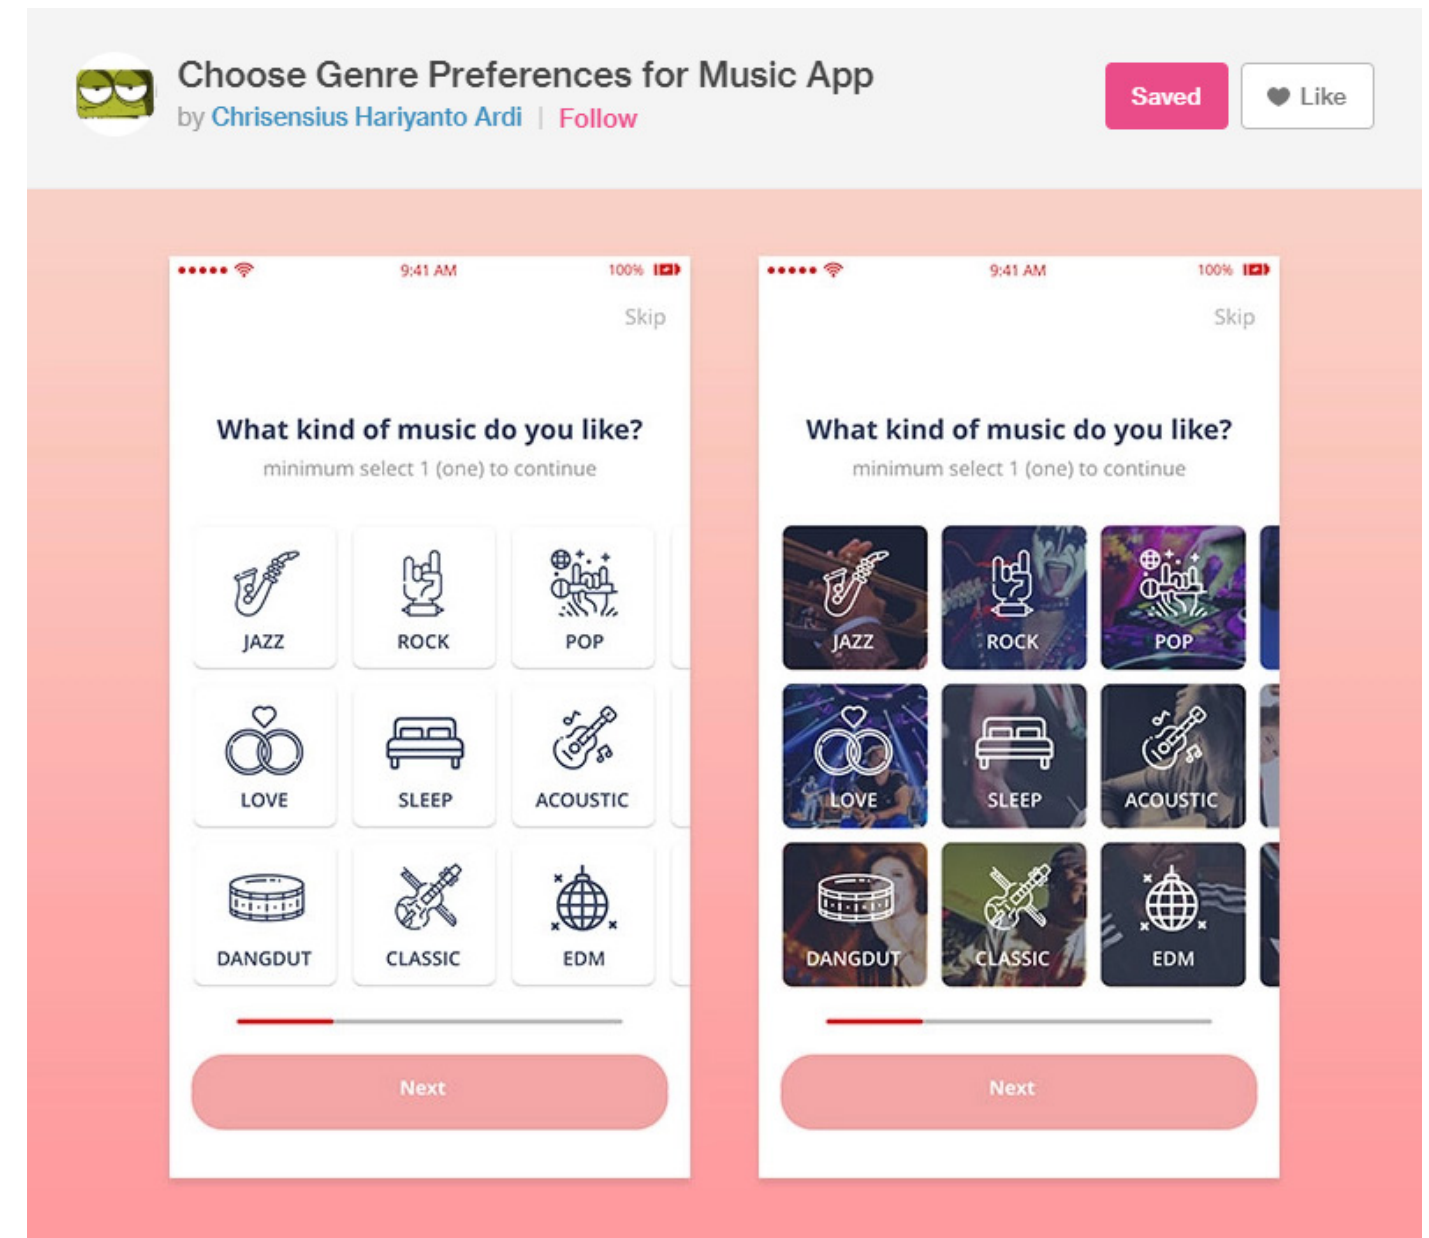 Choose Genre Preferences for Music App
by Chrisensius Hariyanto Ardi | Follow
Saved
Like
9:41 AM
100%
Skip
What kind of music do you like?
minimum select 1 (one) to continue
JAZZ
ROCK
POP
LOVE
SLEEP
ACOUSTIC
DANGDUT
CLASSIC
EDM
Next
9:41 AM
100%
Skip
What kind of music do you like?
minimum select 1 (one) to continue
JAZZ
ROCK
POP
LOVE
SLEEP
ACOUSTIC
DANGDUT
CLASSIC
EDM
Next